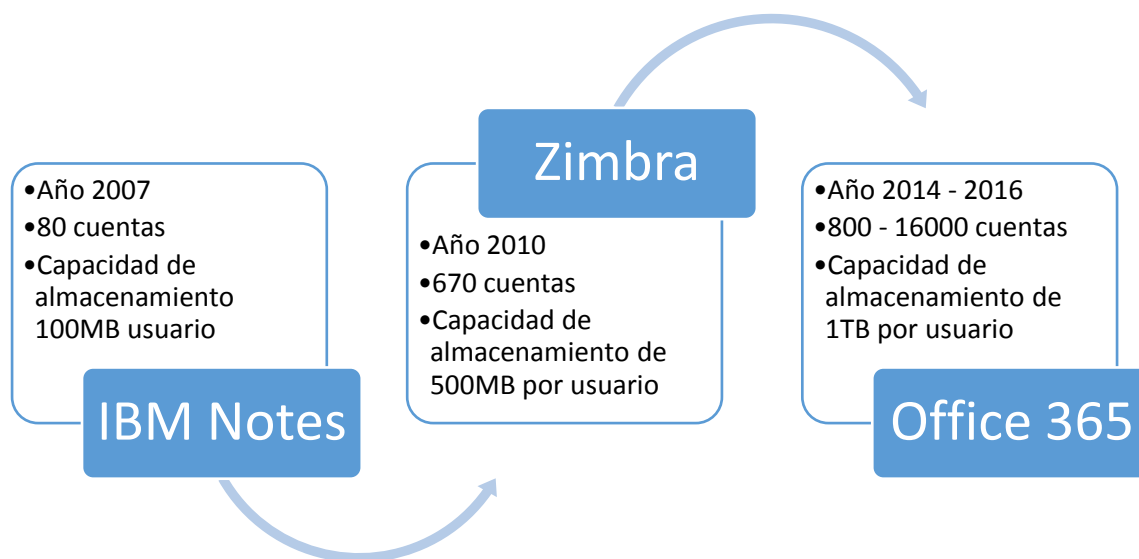 •Año 2007
•80 cuentas
•Capacidad de
almacenamiento
100MB usuario
IBM Notes
Zimbra
•Año 2010
•670 cuentas
•Capacidad de
almacenamiento de
500MB por usuario
•Año 2014 - 2016
•800 - 16000 cuentas
•Capacidad de
almacenamiento de
1TB por usuario
Office 365